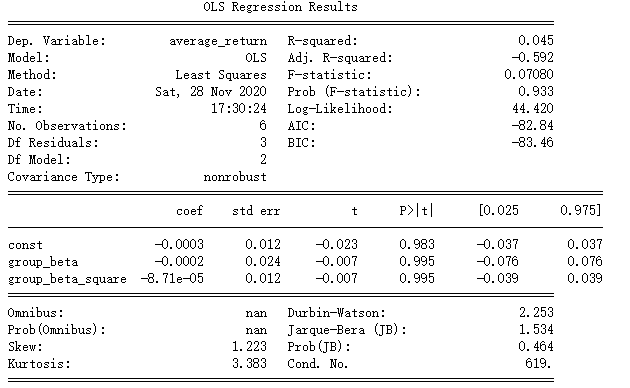 OLS Regression Results
Dep. Variable: average_return R-squared: 0.045
Model: OLS Adj. R-squared: -0.592
Method: Least Squares F-statistic: 0.07080
Date: Sat, 28 Nov 2020 Prob (F-statistic): 0.933
Time: 17:30:24 Log-Likelihood: 44.420
No. Observations: 6 AIC: -82.84
Df Residuals: 3 BIC: -83.46
Df Model: 2
Covariance Type: nonrobust
coef std err t P>|t| [0.025 0.975]
const -0.0003 0.012 -0.023 0.983 -0.037 0.037
group_beta -0.0002 0.024 -0.007 0.995 -0.076 0.076
group_beta_square -8.71e-05 0.012 -0.007 0.995 -0.039 0.039
Omnibus: nan Durbin-Watson: 2.253
Prob(Omnibus): nan Jarque-Bera (JB): 1.534
Skew: 1.223 Prob(JB): 0.464
Kurtosis: 3.383 Cond. No. 619.